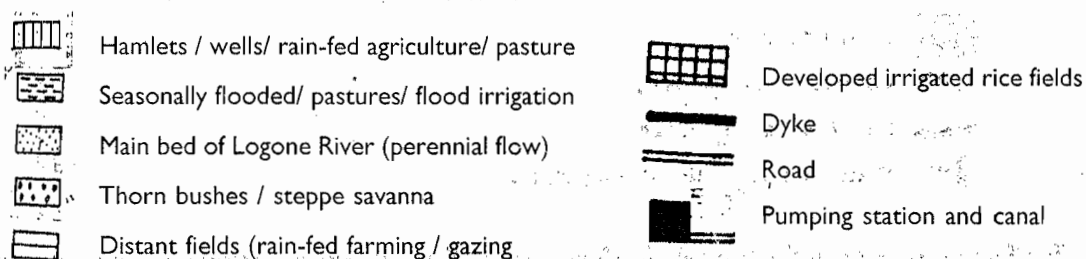 Hamlets / wells/ rain-fed agriculture/ pasture
Seasonally flooded/ pastures/ flood irrigation
Main bed of Logone River (perennial flow)
Thorn bushes / steppe savanna
Distant fields (rain-fed farming / gazing
Developed irrigated rice fields
Dyke
Road
Pumping station and canal